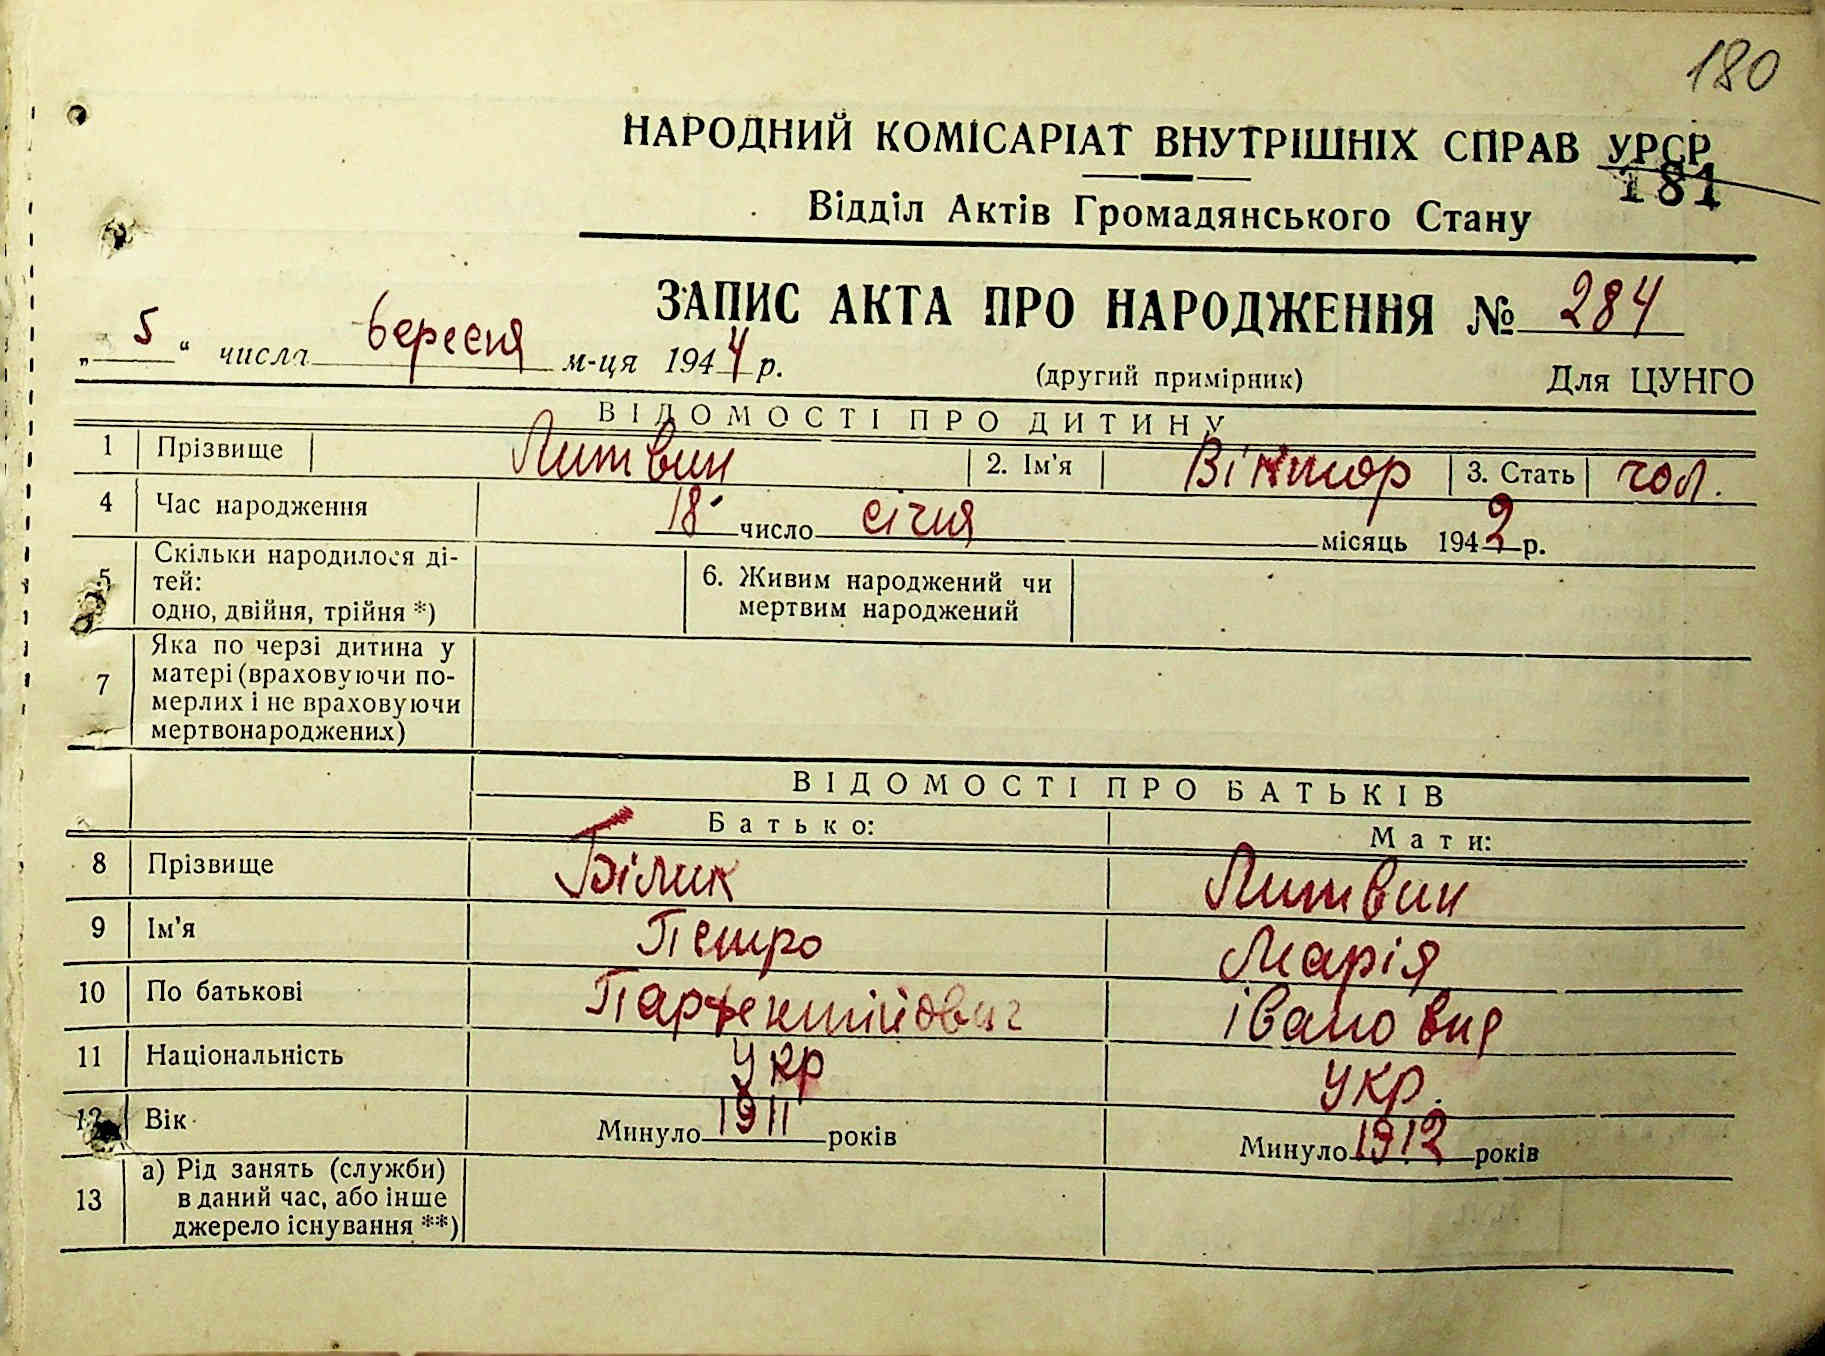 180
НАРОДНИЙ КОМІСАРІАТ ВНУТРІШНІХ СПРАВ УРСР
181
Відділ Актів Громадянського Стану
ЗАПИС АКТА ПРО НАРОДЖЕННЯ № 284
„ 5 “ числа вересня м-ця 1944 р. (другий примірник) Для ЦУНГО
ВІДОМОСТІ ПРО ДИТИНУ
1 Прізвище Литвин 2. Ім'я Віктор 3. Стать чол.
4 Час народження 18 число січня місяць 1942 р.
5 Скільки народилося ді-
тей:
одно, двійня, трійня *)
6. Живим народжений чи
мертвим народжений
7 Яка по черзі дитина у
матері (враховуючи по-
мерлих і не враховуючи
мертвонароджених)
ВІДОМОСТІ ПРО БАТЬКІВ
Батько: Мати:
8 Прізвище Білик Литвин
9 Ім'я Петро Марія
10 По батькові Івановна
11 Національність Укр Укр.
12 Вік Минуло 1911 років Минуло 1912 років
13 а) Рід занять (служби)
в даний час, або інше
джерело існування **)